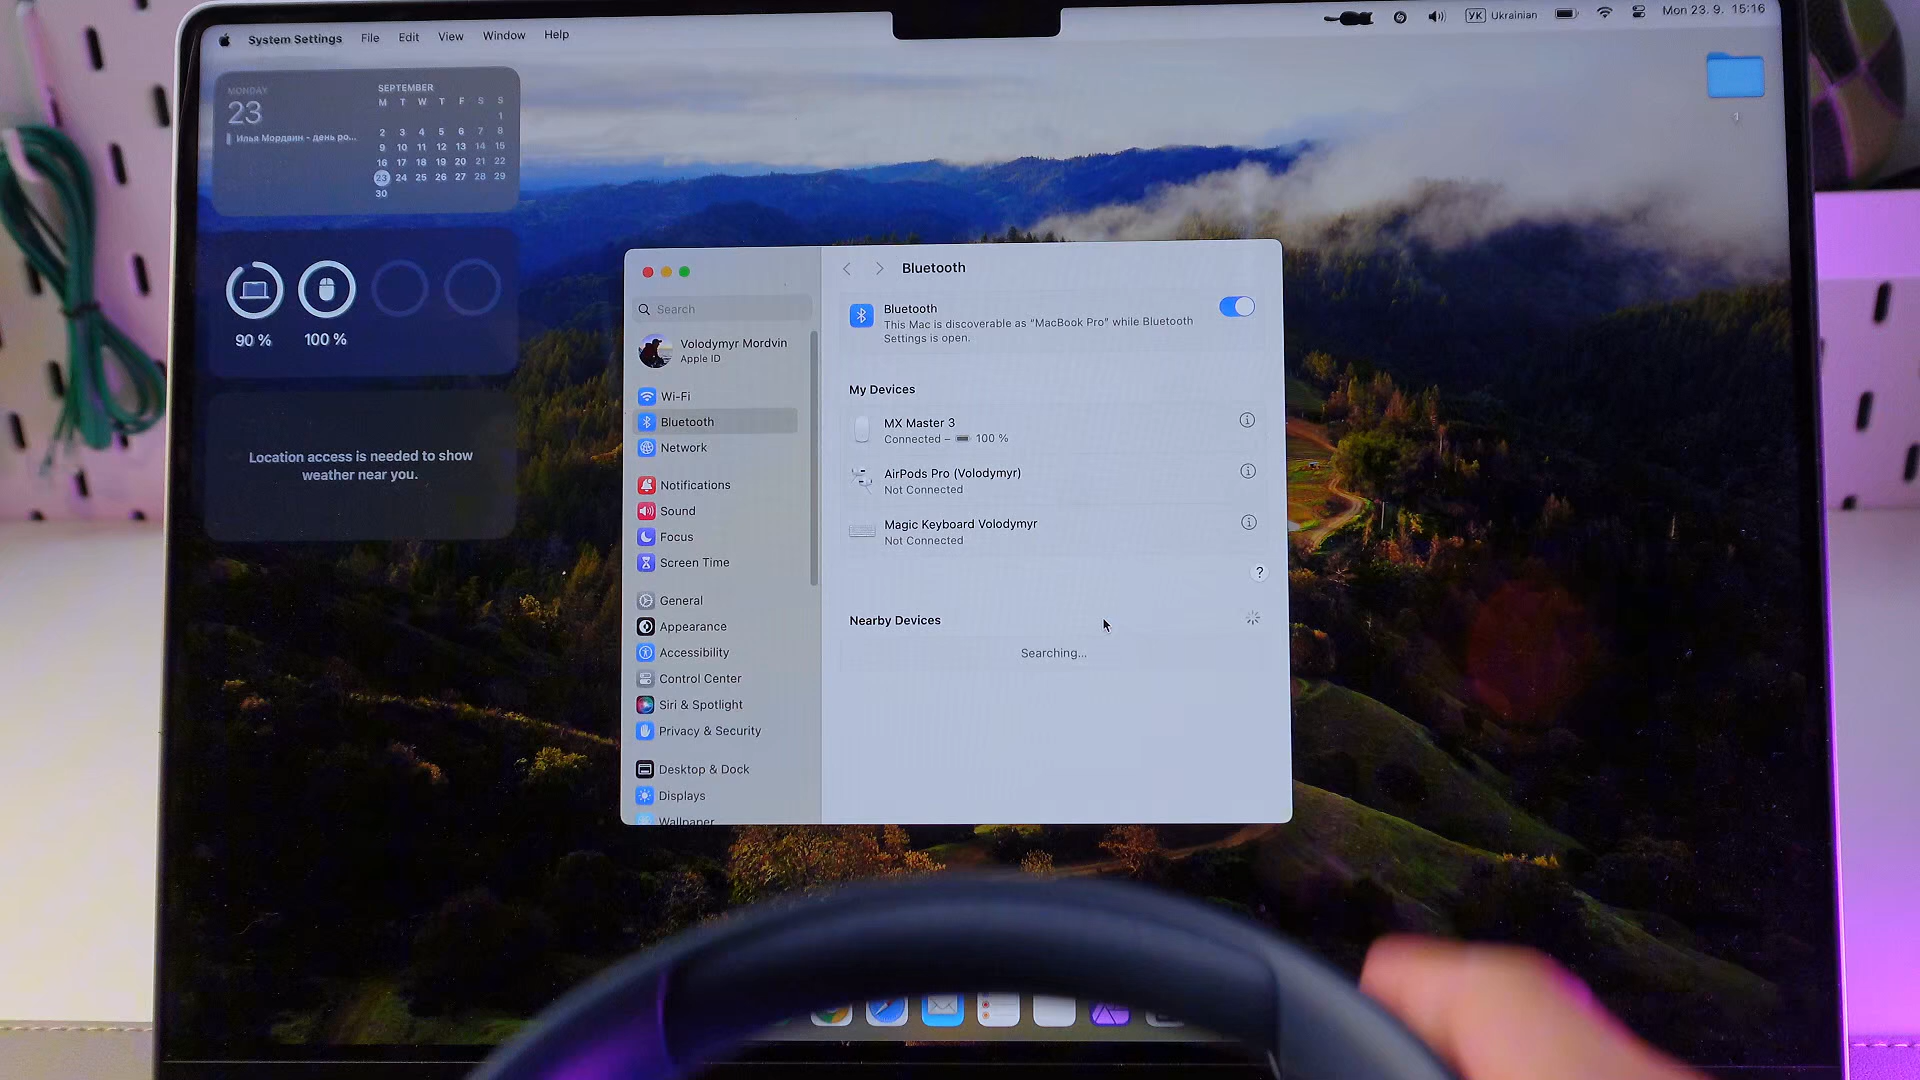 System Settings File Edit View Window Help
УК Ukrainian Mon 23. 9. 15:16
MONDAY
23
Илья Мордвин - день ро...
SEPTEMBER
M T W T F S S
1
2 3 4 5 6 7 8
9 10 11 12 13 14 15
16 17 18 19 20 21 22
23 24 25 26 27 28 29
30
90 %
100 %
Location access is needed to show
weather near you.
Search
Volodymyr Mordvin
Apple ID
Wi-Fi
Bluetooth
Network
Notifications
Sound
Focus
Screen Time
General
Appearance
Accessibility
Control Center
Siri & Spotlight
Privacy & Security
Desktop & Dock
Displays
Wallpaper
Bluetooth
Bluetooth
This Mac is discoverable as “MacBook Pro” while Bluetooth
Settings is open.
My Devices
MX Master 3
Connected – 100 %
AirPods Pro (Volodymyr)
Not Connected
Magic Keyboard Volodymyr
Not Connected
?
Nearby Devices
Searching...